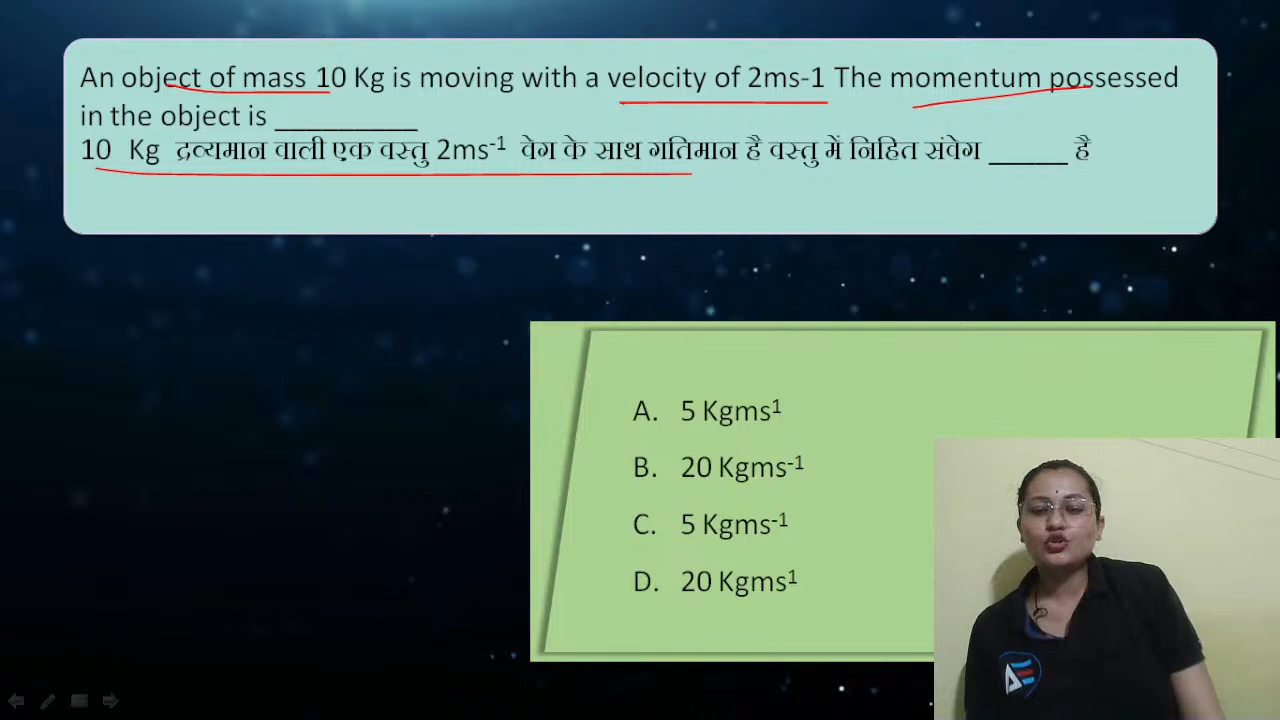 An object of mass 10 Kg is moving with a velocity of 2ms-1 The momentum possessed
in the object is _________
10 Kg द्रव्यमान वाली एक वस्तु 2ms⁻¹ वेग के साथ गतिमान है वस्तु में निहित संवेग _____ है
A. 5 Kgms¹
B. 20 Kgms⁻¹
C. 5 Kgms⁻¹
D. 20 Kgms¹